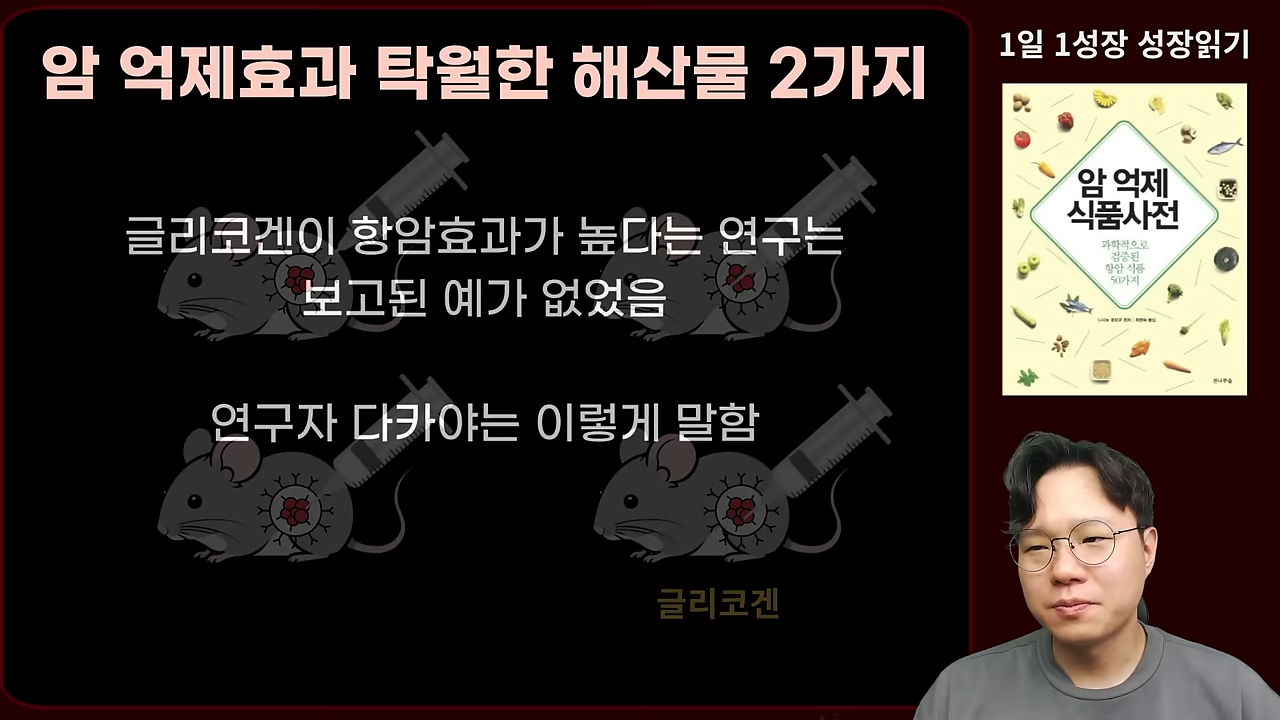 암 억제효과 탁월한 해산물 2가지
글리코겐이 항암효과가 높다는 연구는
보고된 예가 없었음
연구자 다카야는 이렇게 말함
글리코겐
1일 1성장 성장읽기
암 억제
식품사전
과학적으로
검증된
항암 식품
50가지
전나무숲